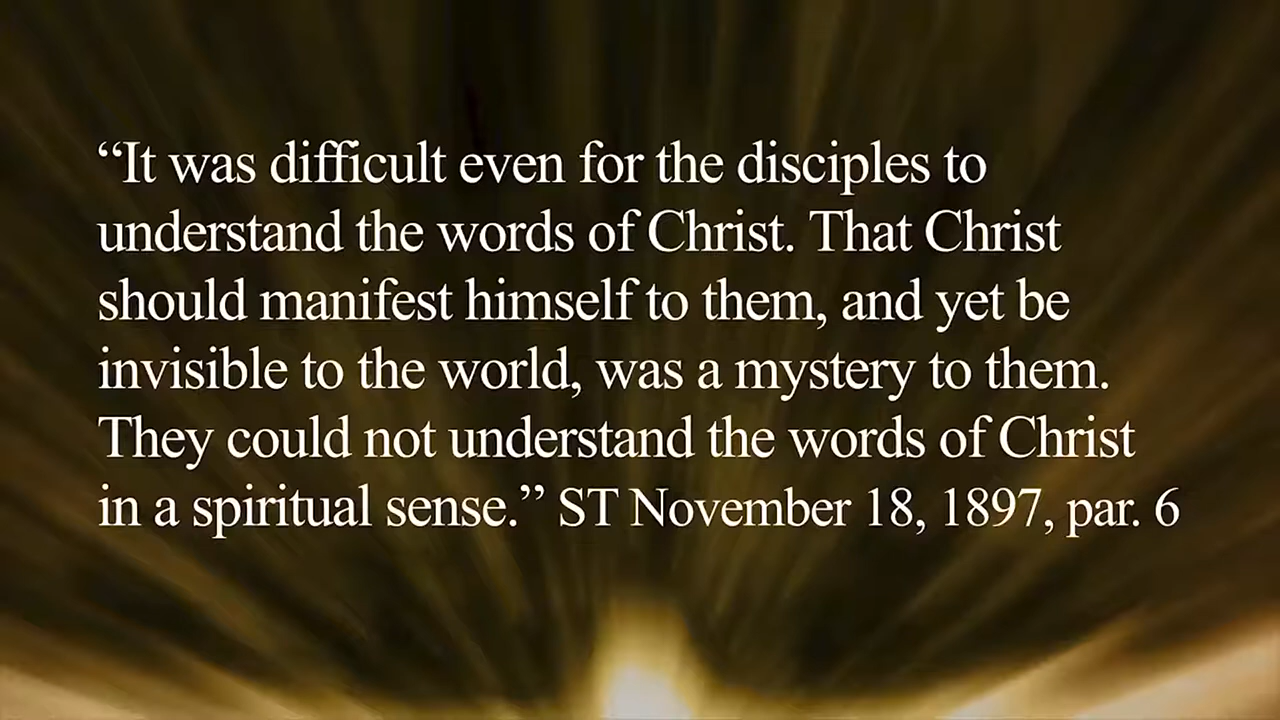 “It was difficult even for the disciples to
understand the words of Christ. That Christ
should manifest himself to them, and yet be
invisible to the world, was a mystery to them.
They could not understand the words of Christ
in a spiritual sense.” ST November 18, 1897, par. 6